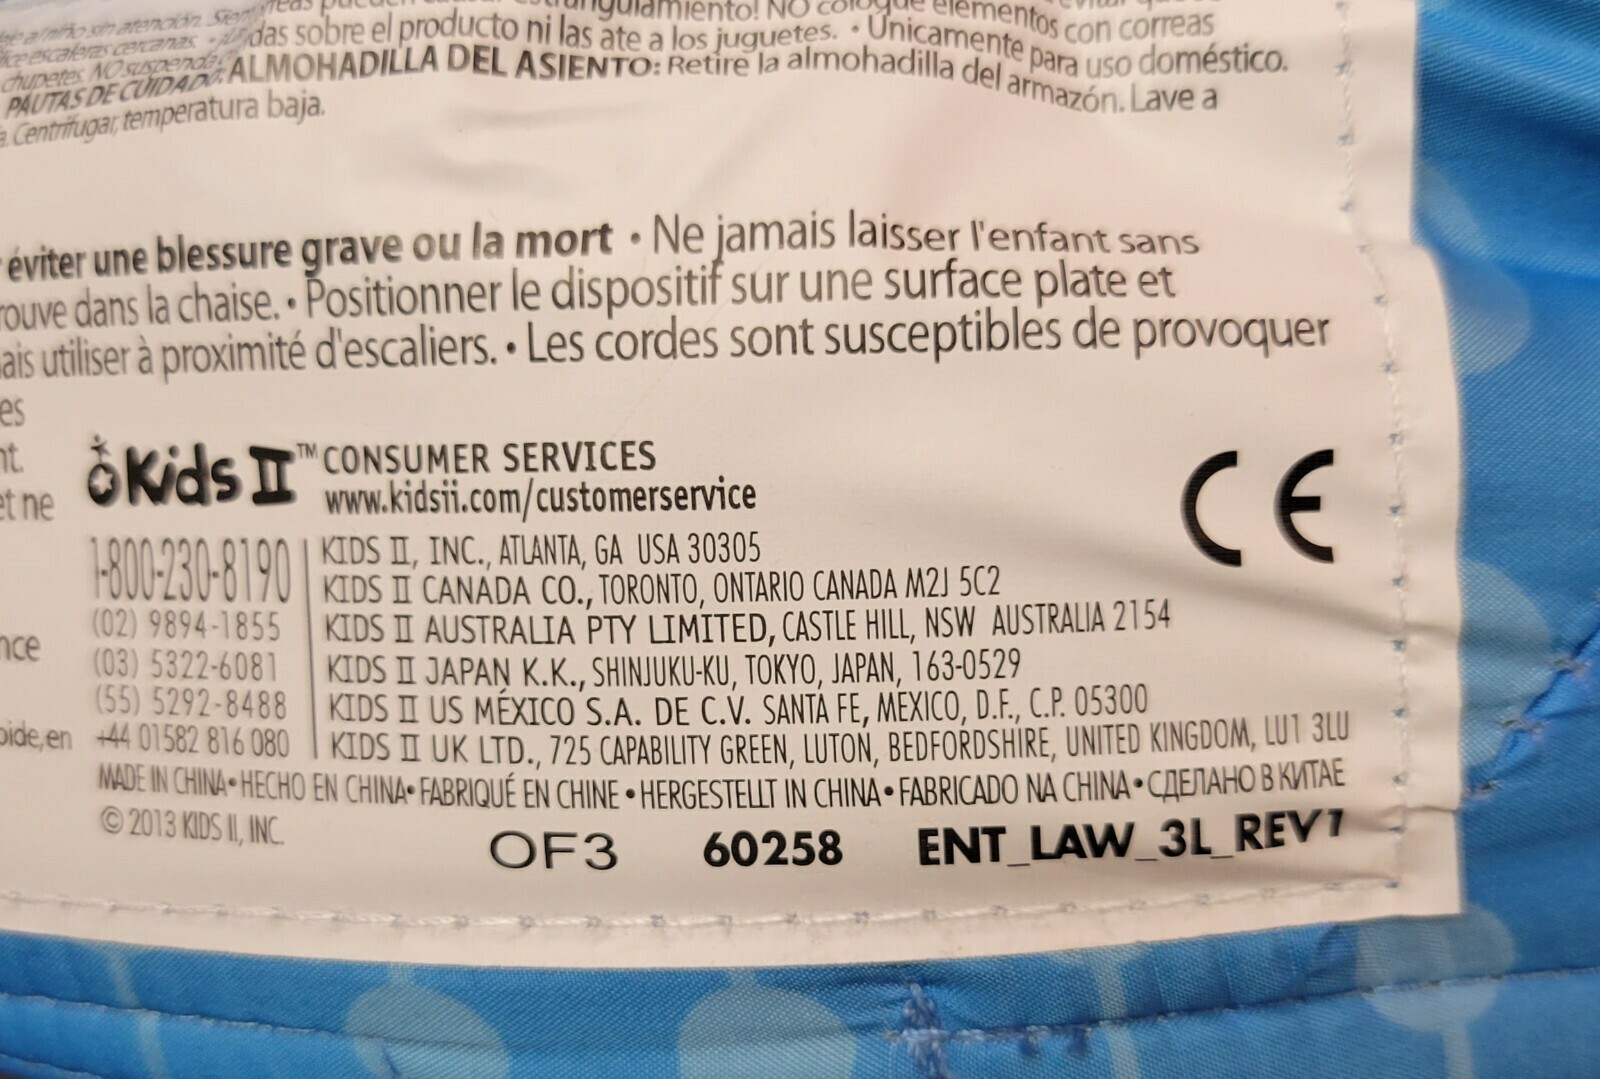 das sobre el producto ni las ate a los juguetes. • Únicamente para uso doméstico.
chupetes. NO suspenda
PAUTAS DE CUIDADO: ALMOHADILLA DEL ASIENTO: Retire la almohadilla del armazón. Lave a
Centrifugar, temperatura baja.
éviter une blessure grave ou la mort • Ne jamais laisser l'enfant sans
dans la chaise. • Positionner le dispositif sur une surface plate et
utiliser à proximité d'escaliers. • Les cordes sont susceptibles de provoquer
et ne
Kids II™ CONSUMER SERVICES
www.kidsii.com/customerservice
1-800-230-8190 KIDS II, INC., ATLANTA, GA USA 30305
KIDS II CANADA CO., TORONTO, ONTARIO CANADA M2J 5C2
(02) 9894-1855 KIDS II AUSTRALIA PTY LIMITED, CASTLE HILL, NSW AUSTRALIA 2154
(03) 5322-6081 KIDS II JAPAN K.K., SHINJUKU-KU, TOKYO, JAPAN, 163-0529
(55) 5292-8488 KIDS II US MÉXICO S.A. DE C.V. SANTA FE, MEXICO, D.F., C.P. 05300
+44 01582 816 080 KIDS II UK LTD., 725 CAPABILITY GREEN, LUTON, BEDFORDSHIRE, UNITED KINGDOM, LU1 3LU
MADE IN CHINA • HECHO EN CHINA • FABRIQUÉ EN CHINE • HERGESTELLT IN CHINA • FABRICADO NA CHINA • СДЕЛАНО В КИТАЕ
© 2013 KIDS II, INC.
OF3 60258 ENT_LAW_3L_REV1
CE